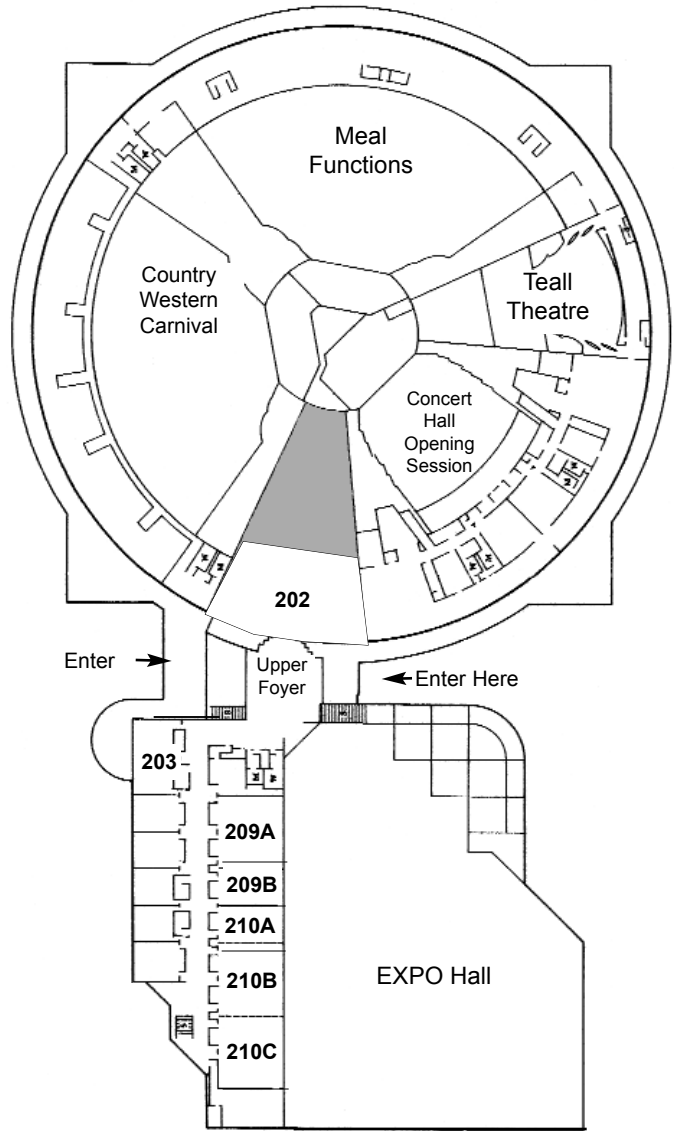 Meal
Functions
Teall
Theatre
Country
Western
Carnival
Concert
Hall
Opening
Session
202
Enter
Upper
Foyer
Enter Here
203
209A
209B
210A
210B
EXPO Hall
210C